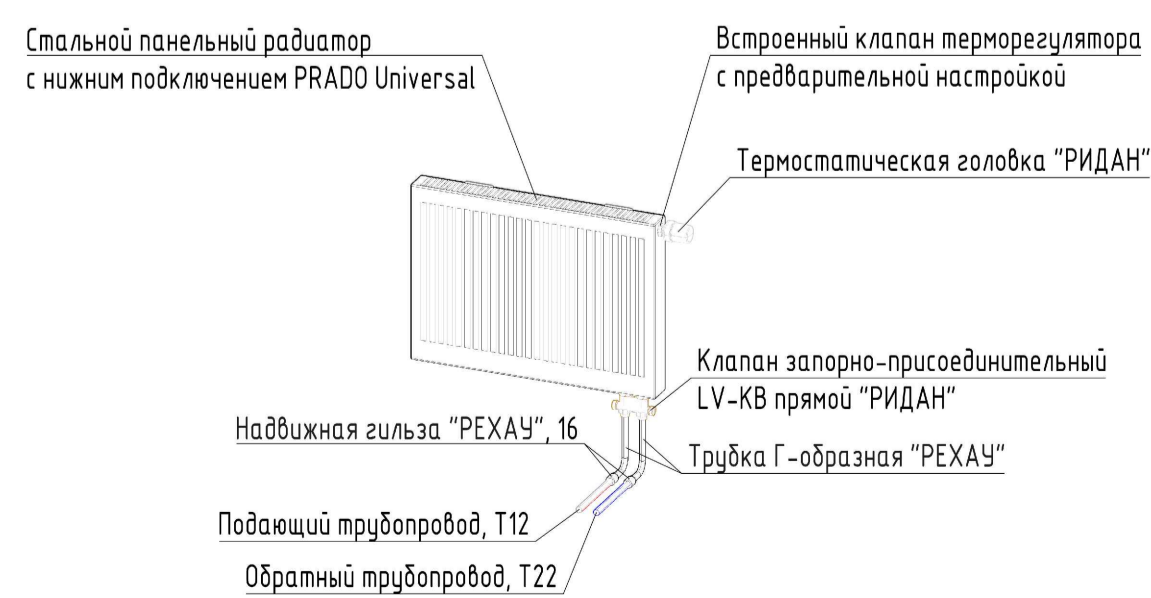 Стальной панельный радиатор
с нижним подключением PRADO Universal
Встроенный клапан терморегулятора
с предварительной настройкой
Термостатическая головка "РИДАН"
Клапан запорно-присоединительный
LV-KB прямой "РИДАН"
Надвижная гильза "РЕХАУ", 16
Трубка Г-образная "РЕХАУ"
Подающий трубопровод, Т12
Обратный трубопровод, Т22